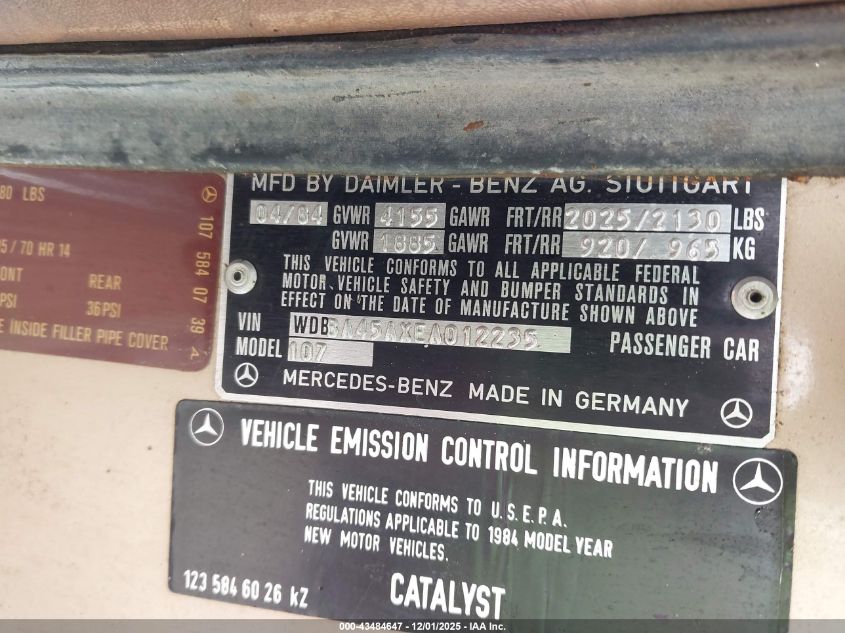 80 LBS
5/70 HR 14
ONT REAR
PSI 36 PSI
E INSIDE FILLER PIPE COVER
107 584 07 39 A
MFD BY DAIMLER - BENZ AG. STUTTGART
04/84 GVWR 4155 GAWR FRT/RR 2025/2130 LBS
GVWR 1885 GAWR FRT/RR 920/ 965 KG
THIS VEHICLE CONFORMS TO ALL APPLICABLE FEDERAL
MOTOR VEHICLE SAFETY AND BUMPER STANDARDS IN
EFFECT ON THE DATE OF MANUFACTURE SHOWN ABOVE
VIN WDBBA45AXEA012235
MODEL 107 PASSENGER CAR
MERCEDES-BENZ MADE IN GERMANY
VEHICLE EMISSION CONTROL INFORMATION
THIS VEHICLE CONFORMS TO U.S.E.P.A.
REGULATIONS APPLICABLE TO 1984 MODEL YEAR
NEW MOTOR VEHICLES.
123 584 60 26 kZ CATALYST
000-43484647 - 12/01/2025 - IAA Inc.